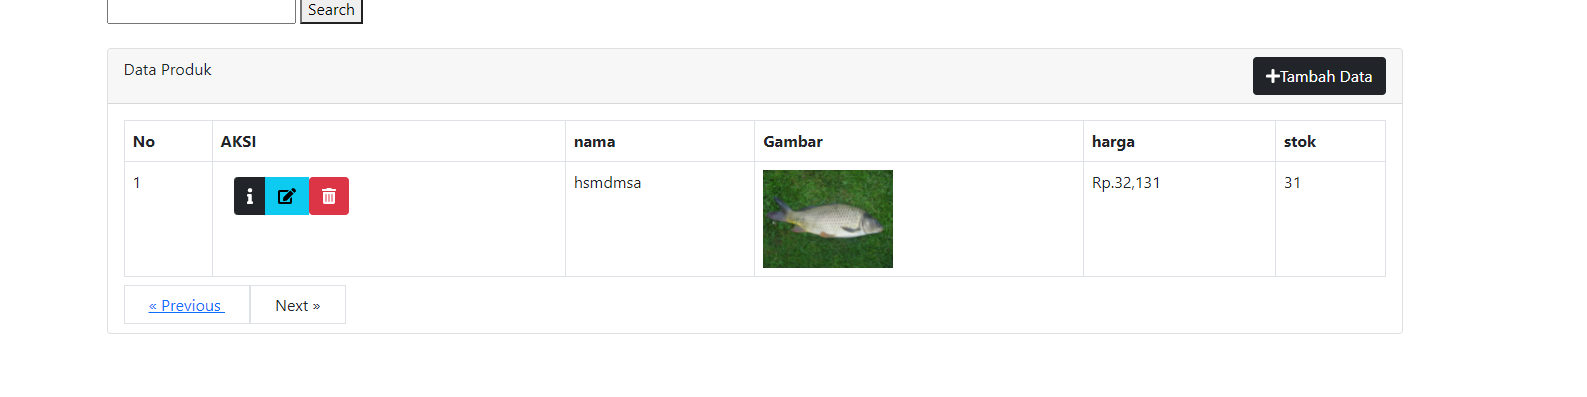 Search
Data Produk
Tambah Data
No AKSI nama Gambar harga stok
1 hsmdmsa Rp.32,131 31
« Previous Next »